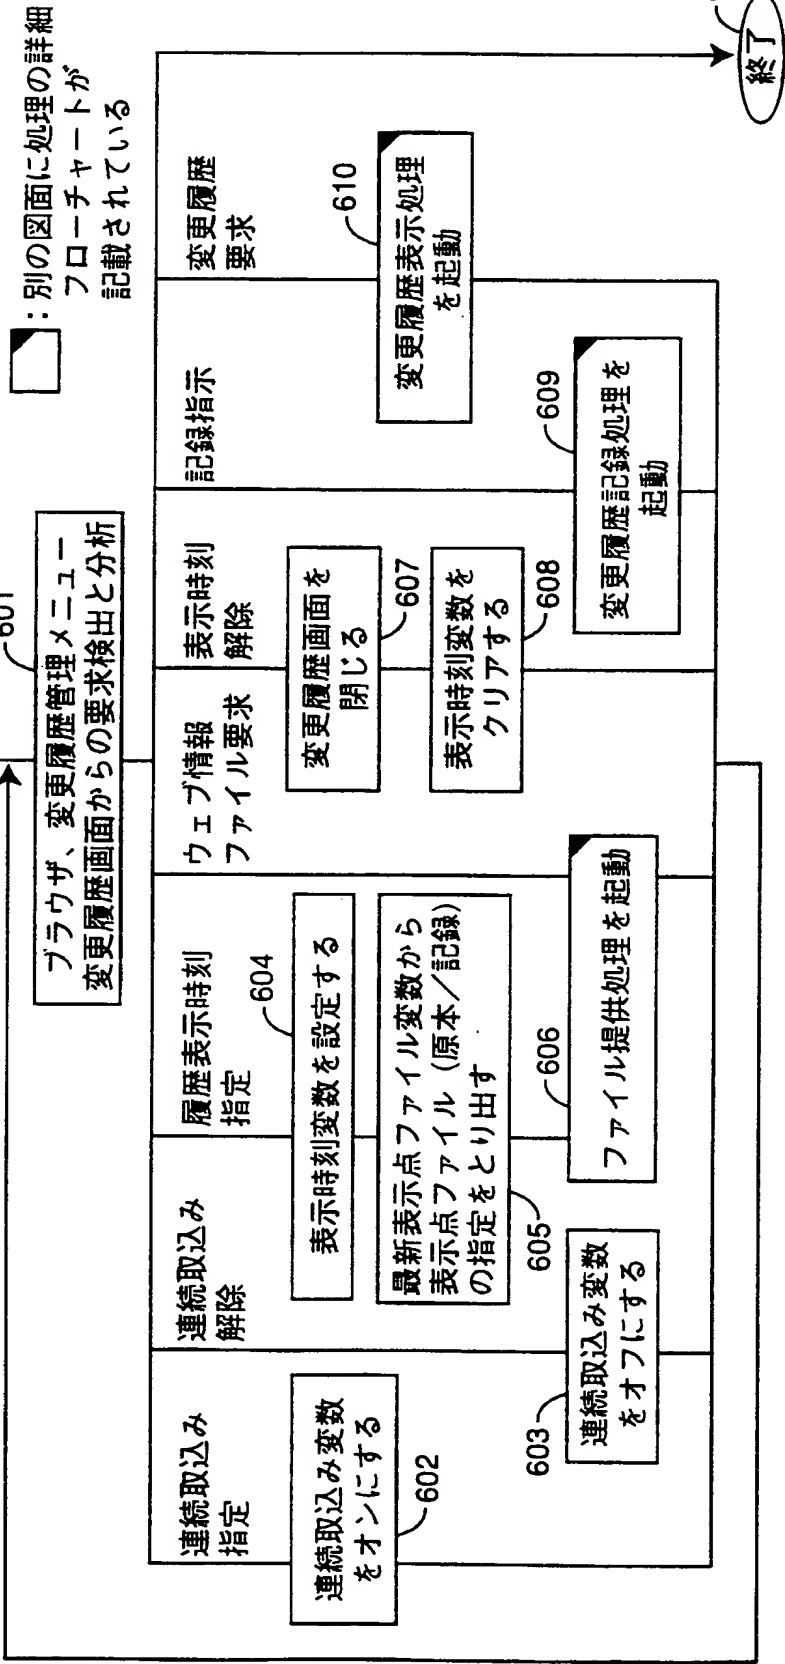 601
ブラウザ、変更履歴管理メニュー
変更履歴画面からの要求検出と分析
:別の図面に処理の詳細
フローチャートが
記載されている
連続取込み
指定
連続取込み変数
をオンにする
602
連続取込み
解除
連続取込み変数
をオフにする
603
履歴表示時刻
指定
表示時刻変数を設定する
604
最新表示点ファイル変数から
表示点ファイル(原本/記録)
の指定をとり出す
605
ウェブ情報
ファイル要求
ファイル提供処理を起動
606
表示時刻
解除
変更履歴画面を
閉じる
607
表示時刻変数を
クリアする
608
記録指示
変更履歴記録処理を
起動
609
変更履歴
要求
変更履歴表示処理
を起動
610
終了